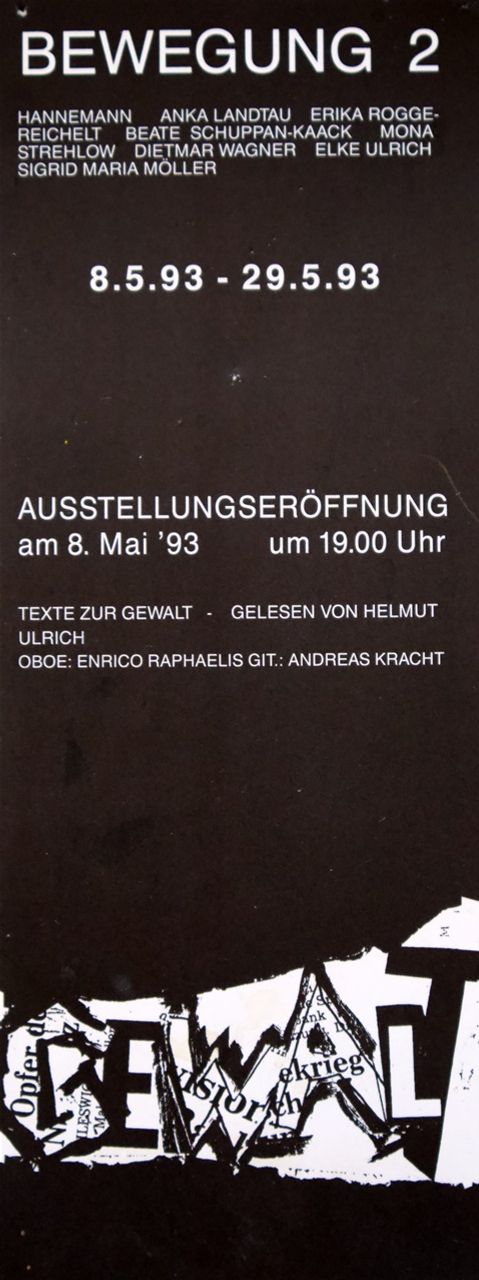 BEWEGUNG 2
HANNEMANN ANKA LANDTAU ERIKA ROGGE-
REICHELT BEATE SCHUPPAN-KAACK MONA
STREHLOW DIETMAR WAGNER ELKE ULRICH
SIGRID MARIA MÖLLER
8.5.93 - 29.5.93
AUSSTELLUNGSERÖFFNUNG
am 8. Mai '93 um 19.00 Uhr
TEXTE ZUR GEWALT - GELESEN VON HELMUT
ULRICH
OBOE: ENRICO RAPHAELIS GIT.: ANDREAS KRACHT
GEWALT
Opfer
ekrieg